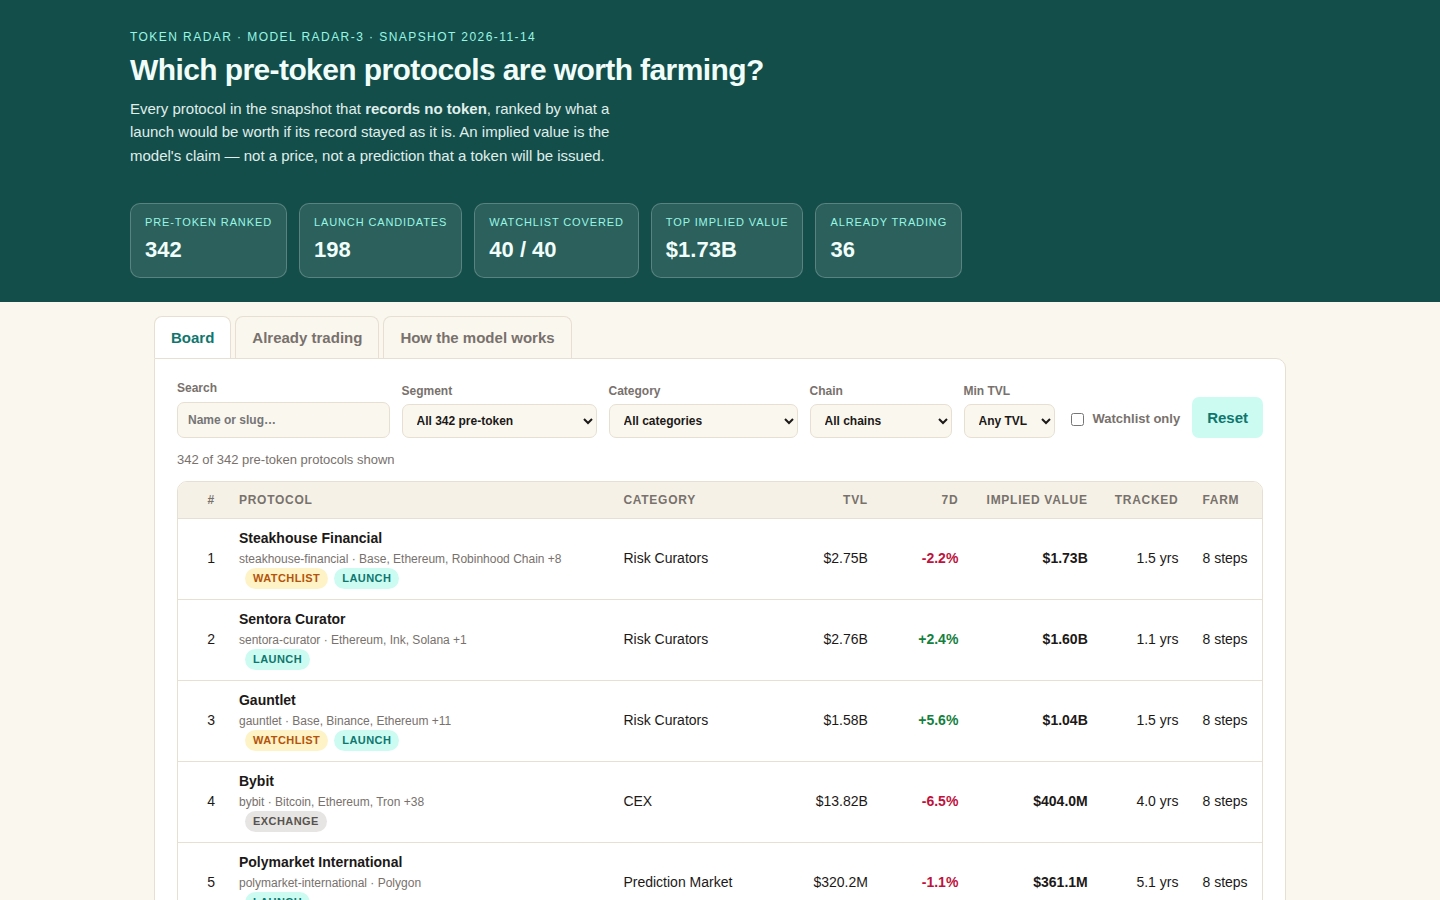 TOKEN RADAR · MODEL RADAR-3 · SNAPSHOT 2026-11-14
Which pre-token protocols are worth farming?
Every protocol in the snapshot that records no token, ranked by what a
launch would be worth if its record stayed as it is. An implied value is the
model's claim — not a price, not a prediction that a token will be issued.
PRE-TOKEN RANKED
342
LAUNCH CANDIDATES
198
WATCHLIST COVERED
40 / 40
TOP IMPLIED VALUE
$1.73B
ALREADY TRADING
36
Board
Already trading
How the model works
Search
Name or slug…
Segment
All 342 pre-token
Category
All categories
Chain
All chains
Min TVL
Any TVL
Watchlist only
Reset
342 of 342 pre-token protocols shown
# PROTOCOL CATEGORY TVL 7D IMPLIED VALUE TRACKED FARM
Steakhouse Financial
1 steakhouse-financial · Base, Ethereum, Robinhood Chain +8 Risk Curators $2.75B -2.2% $1.73B 1.5 yrs 8 steps
WATCHLIST LAUNCH
Sentora Curator
2 sentora-curator · Ethereum, Ink, Solana +1 Risk Curators $2.76B +2.4% $1.60B 1.1 yrs 8 steps
LAUNCH
Gauntlet
3 gauntlet · Base, Binance, Ethereum +11 Risk Curators $1.58B +5.6% $1.04B 1.5 yrs 8 steps
WATCHLIST LAUNCH
Bybit
4 bybit · Bitcoin, Ethereum, Tron +38 CEX $13.82B -6.5% $404.0M 4.0 yrs 8 steps
EXCHANGE
Polymarket International
5 polymarket-international · Polygon Prediction Market $320.2M -1.1% $361.1M 5.1 yrs 8 steps
LAUNCH